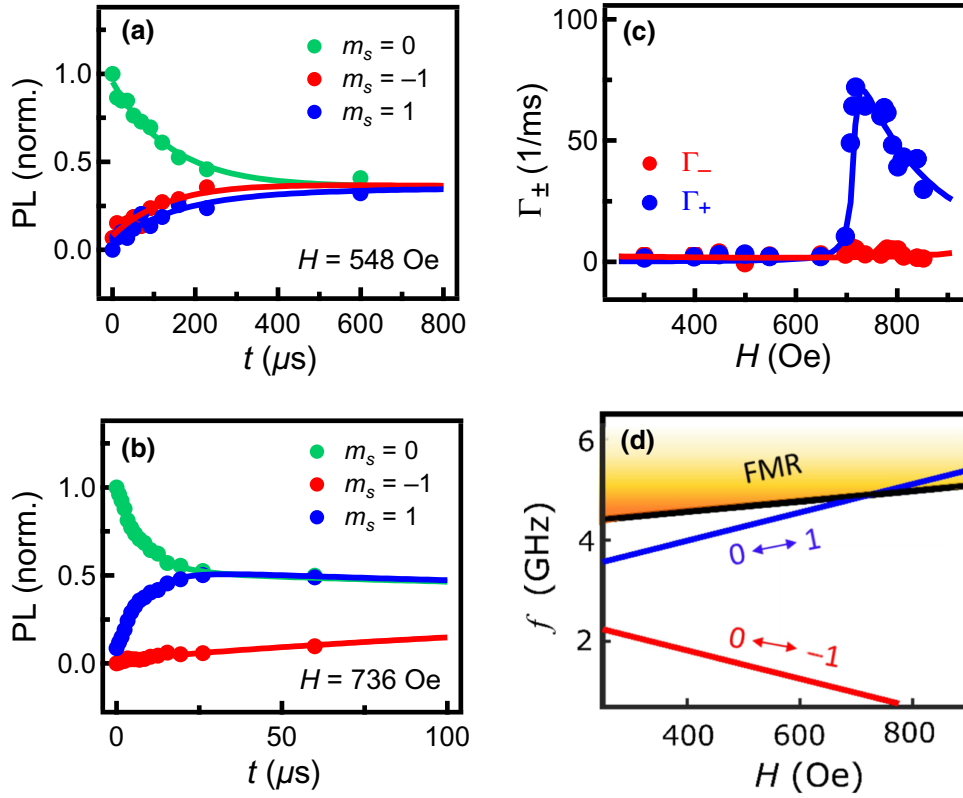 (a)
m_s = 0
m_s = –1
m_s = 1
1.0
0.5
0.0
PL (norm.)
H = 548 Oe
0 200 400 600 800
t (µs)
(b)
m_s = 0
m_s = –1
m_s = 1
1.0
0.5
0.0
PL (norm.)
H = 736 Oe
0 50 100
t (µs)
(c)
100
50
0
Γ± (1/ms)
Γ–
Γ+
400 600 800
H (Oe)
(d)
6
4
2
f (GHz)
FMR
0 ↔ 1
0 ↔ –1
400 600 800
H (Oe)